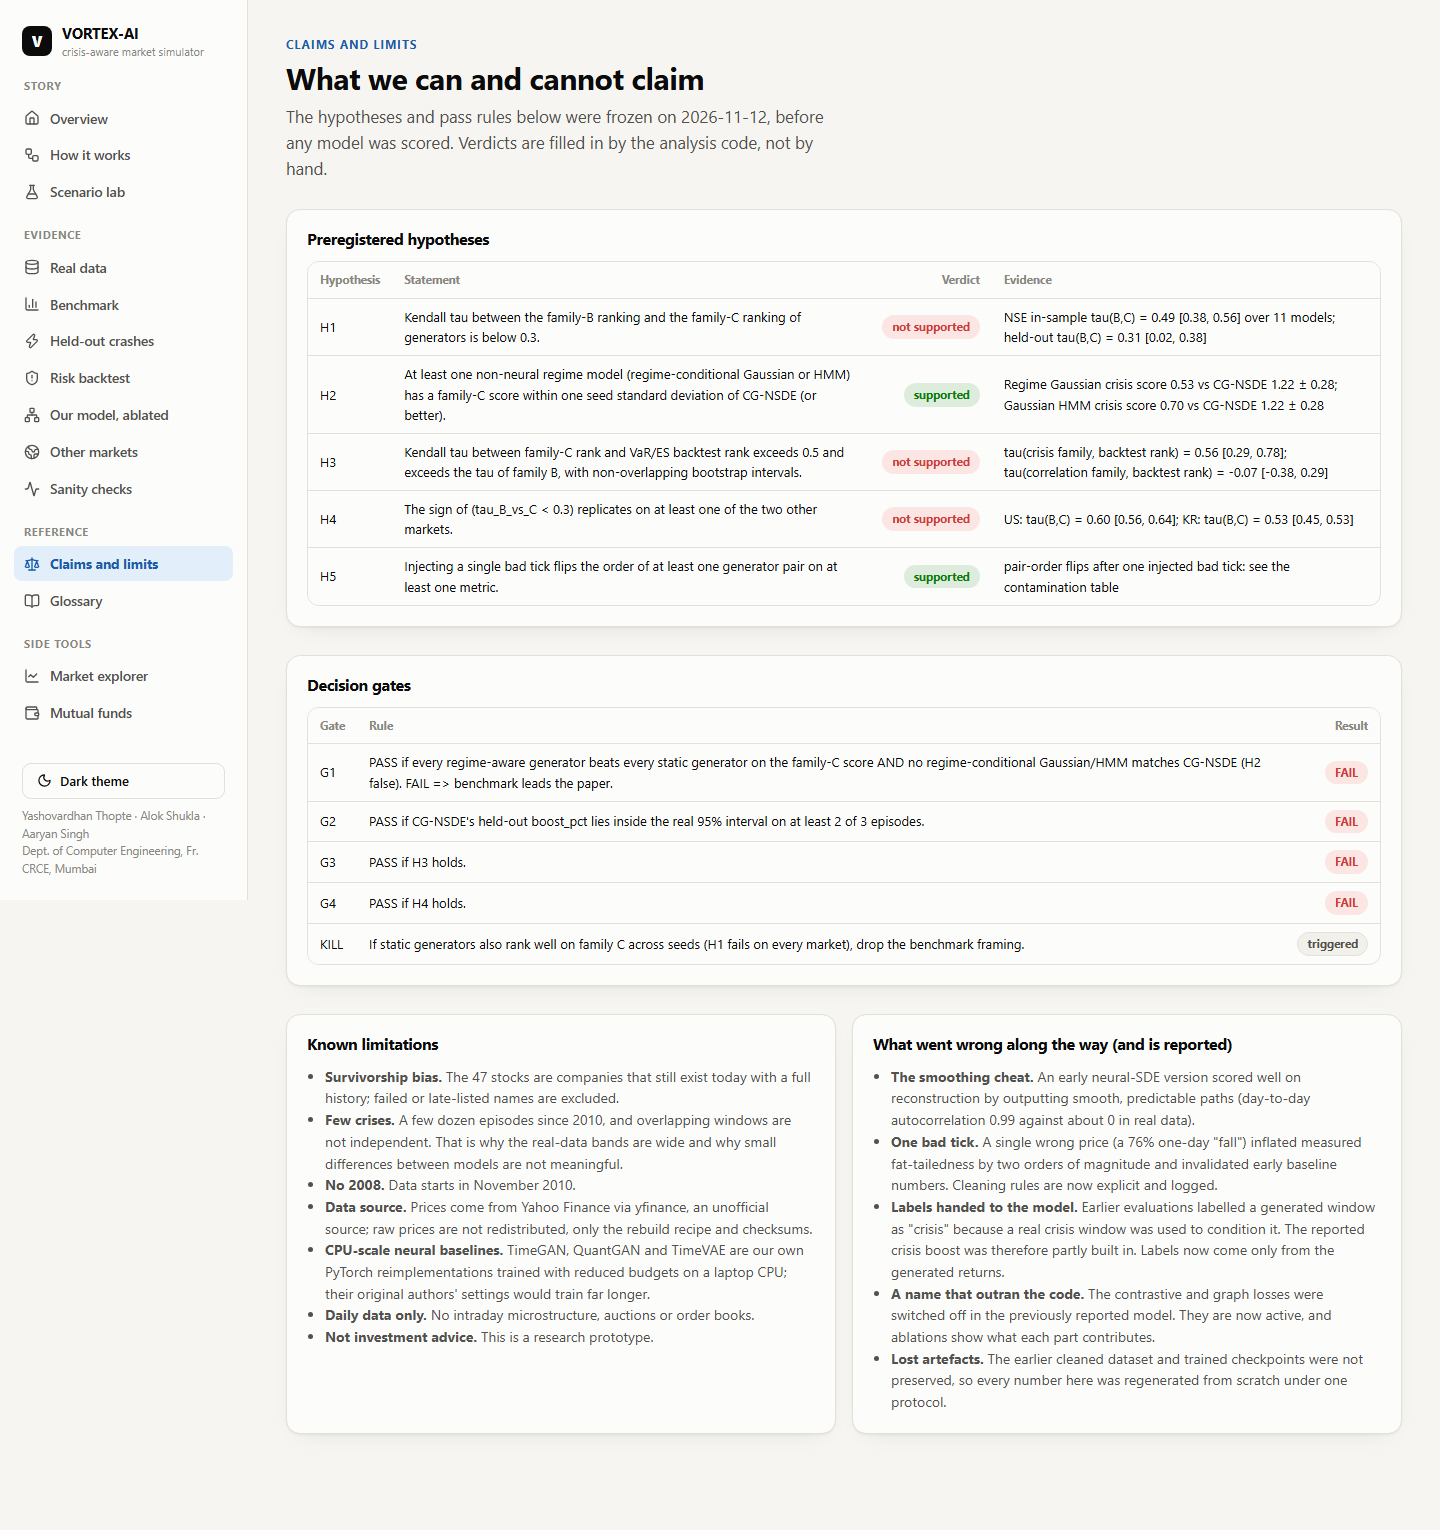 V
VORTEX-AI
crisis-aware market simulator
STORY
Overview
How it works
Scenario lab
EVIDENCE
Real data
Benchmark
Held-out crashes
Risk backtest
Our model, ablated
Other markets
Sanity checks
REFERENCE
Claims and limits
Glossary
SIDE TOOLS
Market explorer
Mutual funds
Dark theme
Yashovardhan Thopte · Alok Shukla ·
Aaryan Singh
Dept. of Computer Engineering, Fr.
CRCE, Mumbai
CLAIMS AND LIMITS
What we can and cannot claim
The hypotheses and pass rules below were frozen on 2026-11-12, before
any model was scored. Verdicts are filled in by the analysis code, not by
hand.
Preregistered hypotheses
Hypothesis Statement Verdict Evidence
H1
Kendall tau between the family-B ranking and the family-C ranking of
generators is below 0.3.
not supported
NSE in-sample tau(B,C) = 0.49 [0.38, 0.56] over 11 models;
held-out tau(B,C) = 0.31 [0.02, 0.38]
H2
At least one non-neural regime model (regime-conditional Gaussian or HMM)
has a family-C score within one seed standard deviation of CG-NSDE (or
better).
supported
Regime Gaussian crisis score 0.53 vs CG-NSDE 1.22 ± 0.28;
Gaussian HMM crisis score 0.70 vs CG-NSDE 1.22 ± 0.28
H3
Kendall tau between family-C rank and VaR/ES backtest rank exceeds 0.5 and
exceeds the tau of family B, with non-overlapping bootstrap intervals.
not supported
tau(crisis family, backtest rank) = 0.56 [0.29, 0.78];
tau(correlation family, backtest rank) = -0.07 [-0.38, 0.29]
H4
The sign of (tau_B_vs_C < 0.3) replicates on at least one of the two other
markets.
not supported
US: tau(B,C) = 0.60 [0.56, 0.64]; KR: tau(B,C) = 0.53 [0.45, 0.53]
H5
Injecting a single bad tick flips the order of at least one generator pair on at
least one metric.
supported
pair-order flips after one injected bad tick: see the
contamination table
Decision gates
Gate Rule Result
G1
PASS if every regime-aware generator beats every static generator on the family-C score AND no regime-conditional Gaussian/HMM matches CG-NSDE (H2
false). FAIL => benchmark leads the paper.
FAIL
G2 PASS if CG-NSDE's held-out boost_pct lies inside the real 95% interval on at least 2 of 3 episodes. FAIL
G3 PASS if H3 holds. FAIL
G4 PASS if H4 holds. FAIL
KILL If static generators also rank well on family C across seeds (H1 fails on every market), drop the benchmark framing. triggered
Known limitations
• Survivorship bias. The 47 stocks are companies that still exist today with a full
history; failed or late-listed names are excluded.
• Few crises. A few dozen episodes since 2010, and overlapping windows are
not independent. That is why the real-data bands are wide and why small
differences between models are not meaningful.
• No 2008. Data starts in November 2010.
• Data source. Prices come from Yahoo Finance via yfinance, an unofficial
source; raw prices are not redistributed, only the rebuild recipe and checksums.
• CPU-scale neural baselines. TimeGAN, QuantGAN and TimeVAE are our own
PyTorch reimplementations trained with reduced budgets on a laptop CPU;
their original authors' settings would train far longer.
• Daily data only. No intraday microstructure, auctions or order books.
• Not investment advice. This is a research prototype.
What went wrong along the way (and is reported)
• The smoothing cheat. An early neural-SDE version scored well on
reconstruction by outputting smooth, predictable paths (day-to-day
autocorrelation 0.99 against about 0 in real data).
• One bad tick. A single wrong price (a 76% one-day "fall") inflated measured
fat-tailedness by two orders of magnitude and invalidated early baseline
numbers. Cleaning rules are now explicit and logged.
• Labels handed to the model. Earlier evaluations labelled a generated window
as "crisis" because a real crisis window was used to condition it. The reported
crisis boost was therefore partly built in. Labels now come only from the
generated returns.
• A name that outran the code. The contrastive and graph losses were
switched off in the previously reported model. They are now active, and
ablations show what each part contributes.
• Lost artefacts. The earlier cleaned dataset and trained checkpoints were not
preserved, so every number here was regenerated from scratch under one
protocol.